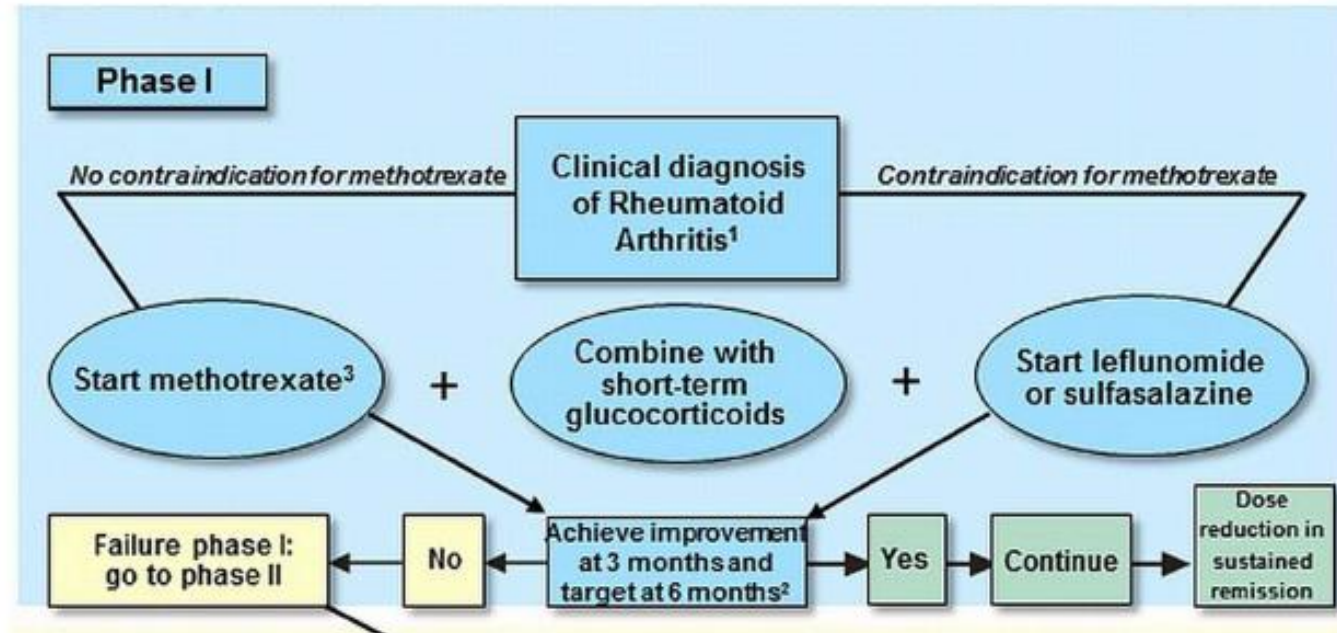 Phase I
No contraindication for methotrexate
Clinical diagnosis
of Rheumatoid
Arthritis¹
Contraindication for methotrexate
Start methotrexate³
+
Combine with
short-term
glucocorticoids
+
Start leflunomide
or sulfasalazine
Failure phase I:
go to phase II
No
Achieve improvement
at 3 months and
target at 6 months²
Yes
Continue
Dose
reduction in
sustained
remission